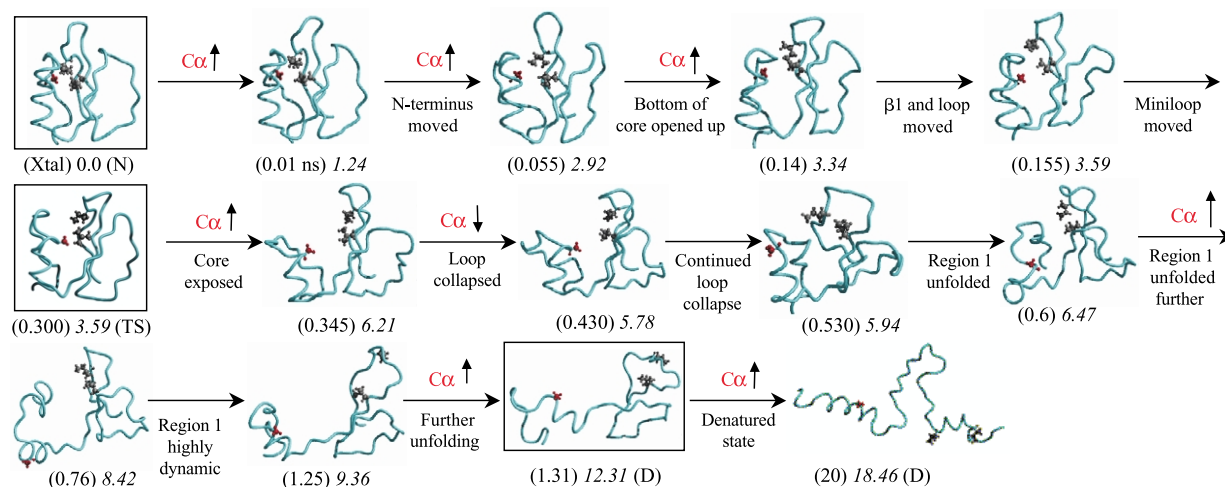 Cα Cα Cα
N-terminus moved
Bottom of core opened up
β1 and loop moved
Miniloop moved
(Xtal) 0.0 (N) (0.01 ns) 1.24 (0.055) 2.92 (0.14) 3.34 (0.155) 3.59
Cα Cα Cα
Core exposed
Loop collapsed
Continued loop collapse
Region 1 unfolded
Region 1 unfolded further
(0.300) 3.59 (TS) (0.345) 6.21 (0.430) 5.78 (0.530) 5.94 (0.6) 6.47
Cα Cα
Region 1 highly dynamic
Further unfolding
Denatured state
(0.76) 8.42 (1.25) 9.36 (1.31) 12.31 (D) (20) 18.46 (D)